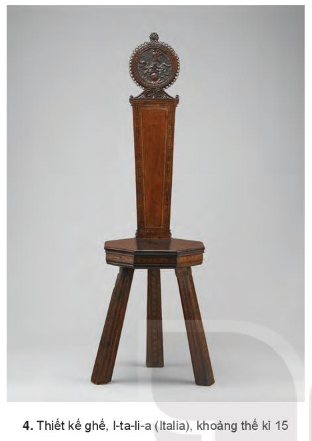 4. Thiết kế ghế, I-ta-li-a (Italia), khoảng thế kỉ 15